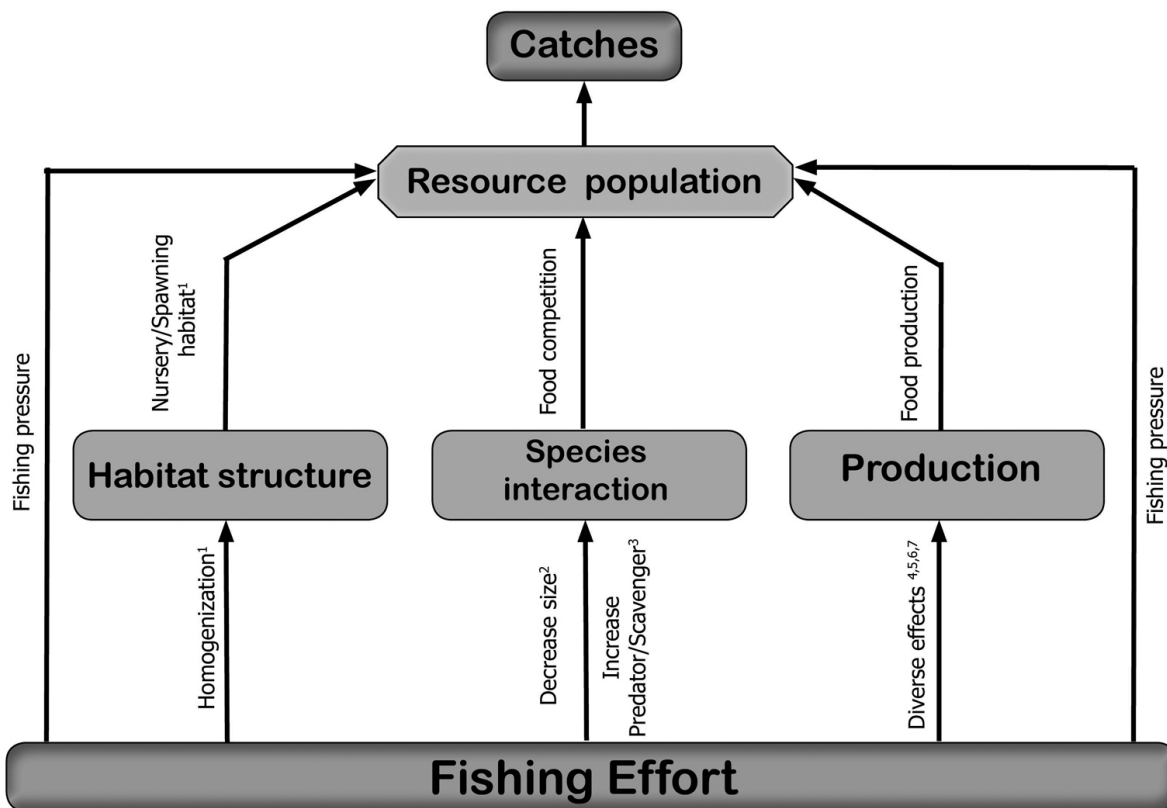 Catches
Resource population
Nursery/Spawning
habitat¹
Food competition
Food production
Fishing pressure
Fishing pressure
Habitat structure
Species
interaction
Production
Homogenization¹
Decrease size²
Increase
Predator/Scavenger³
Diverse effects ⁴,⁵,⁶,⁷
Fishing Effort